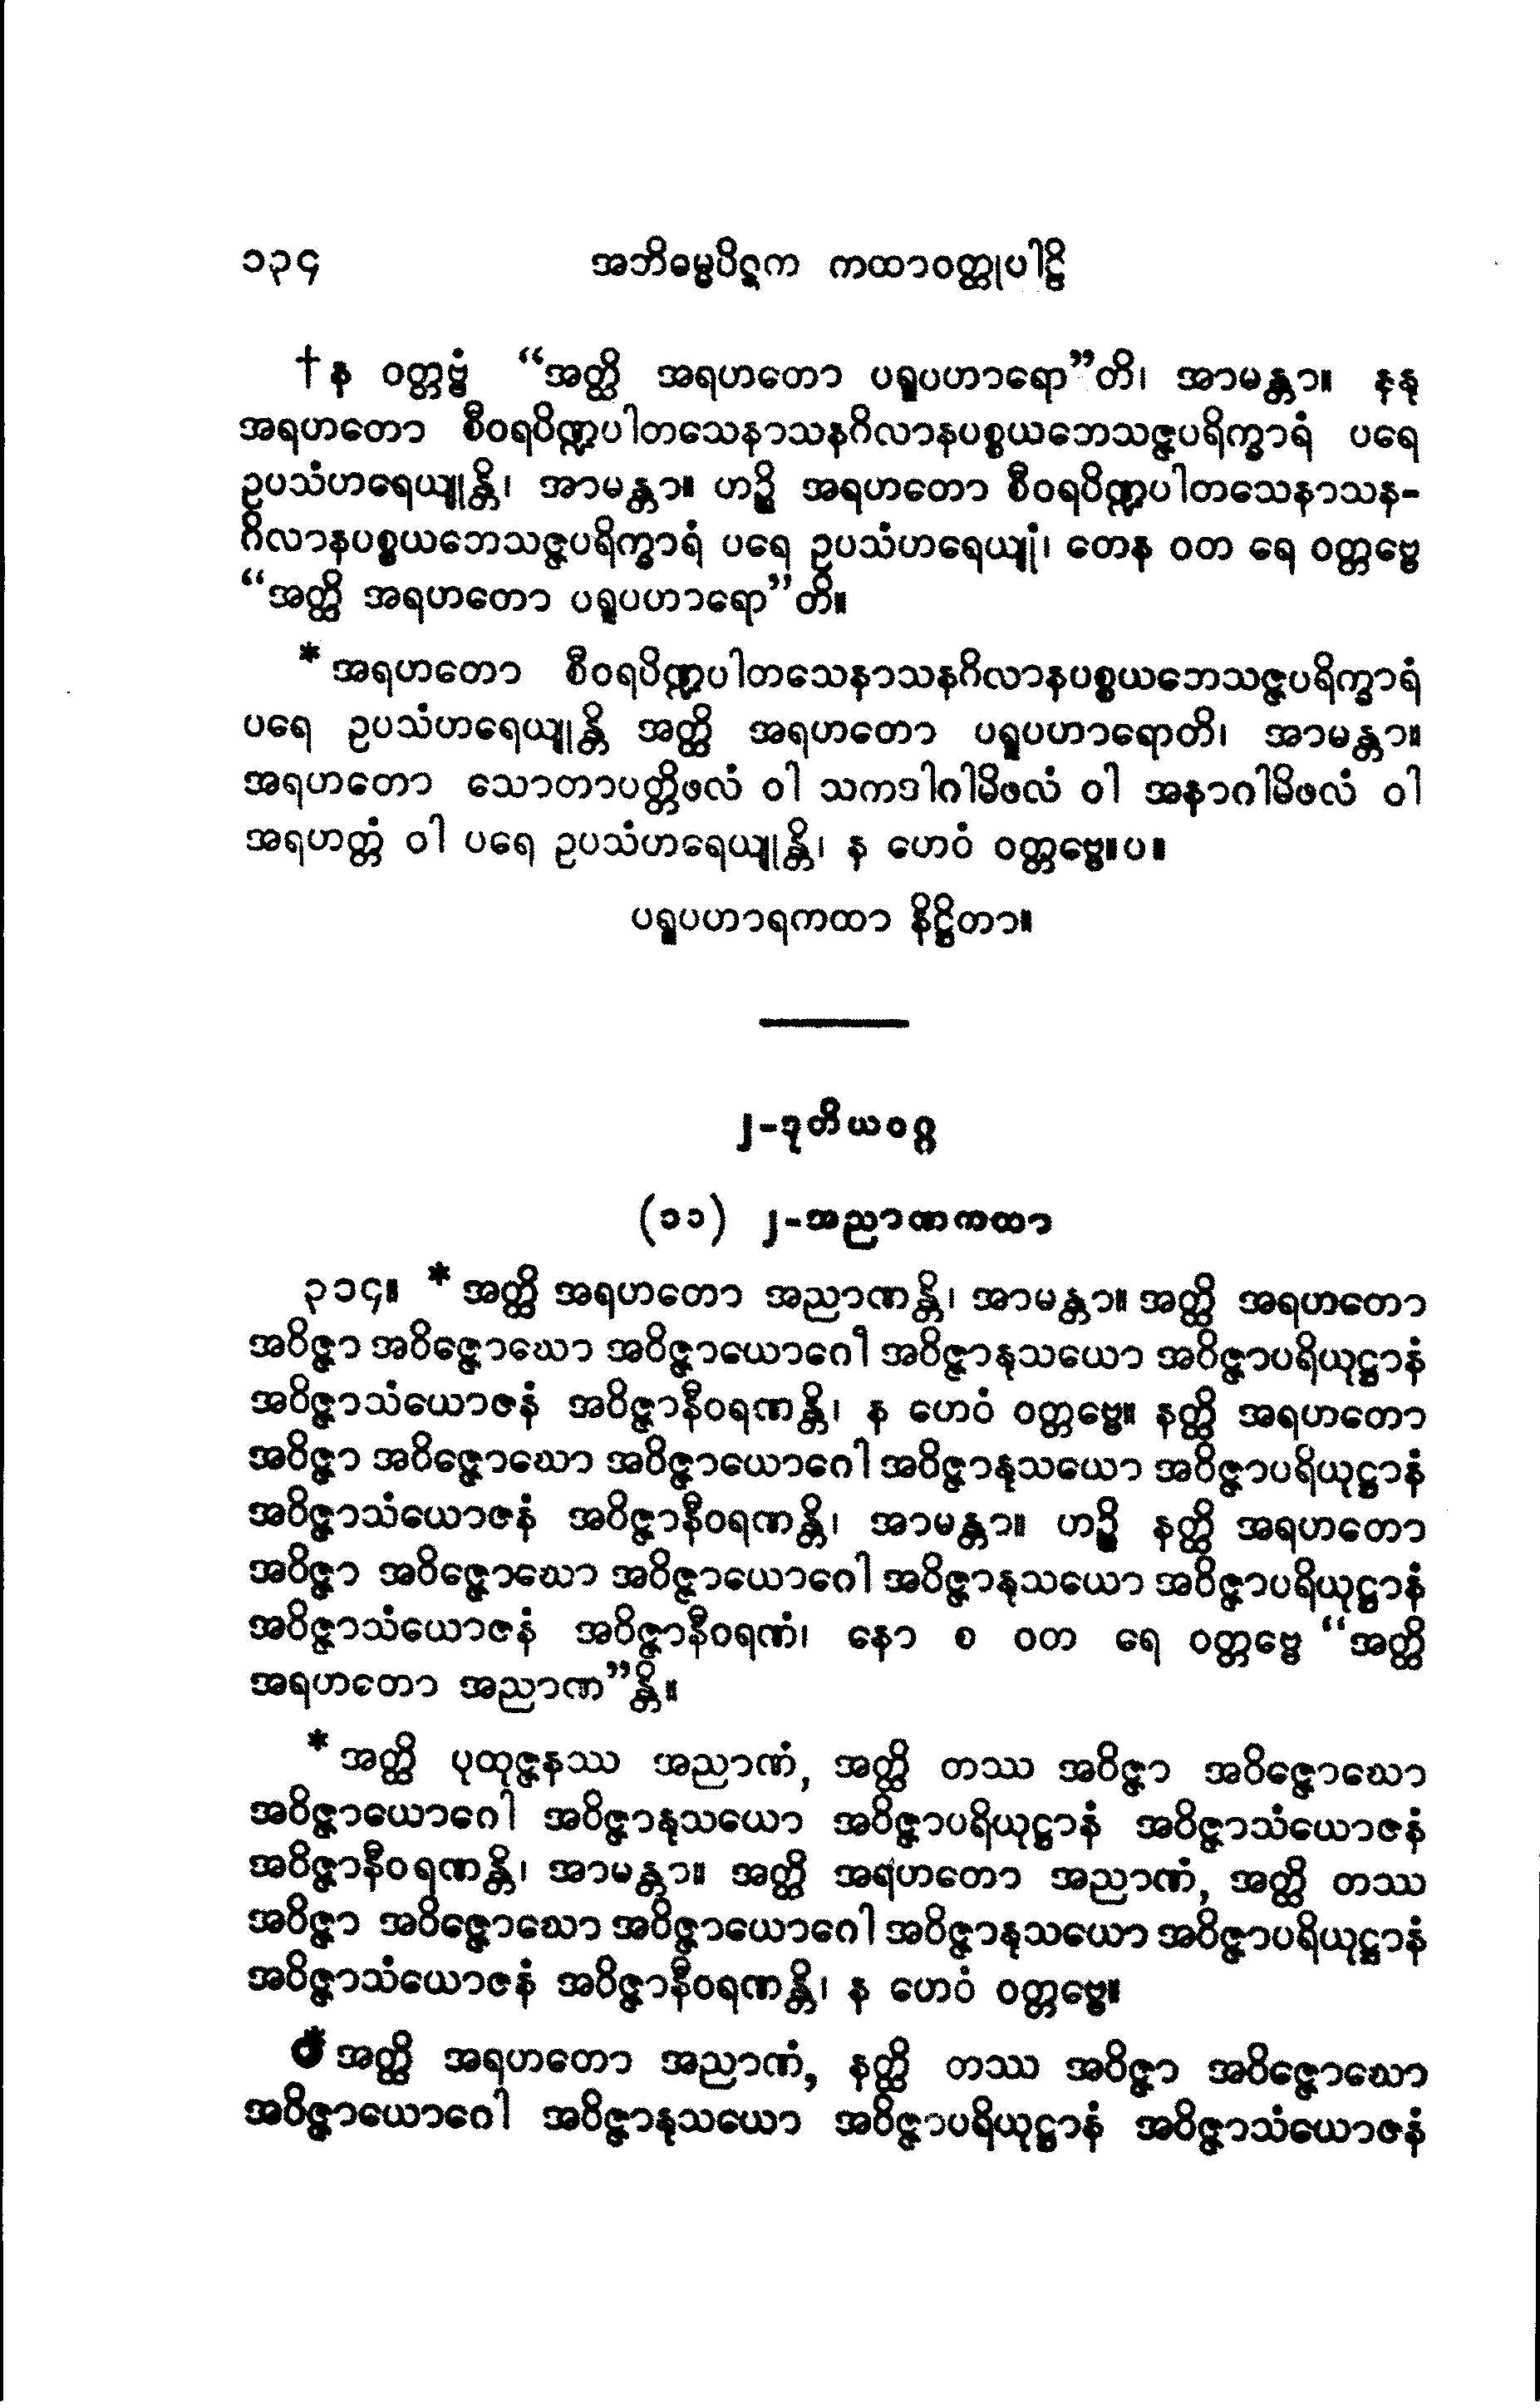 ၁၃၄ အဘိဓမ္မပိဋက ကထာဝတ္ထုပါဠိ
†န ဝတ္တဗ္ဗံ “အတ္ထိ အရဟတော ပရူပဟာရော”တိ၊ အာမန္တာ။ နနု
အရဟတော စီဝရပိဏ္ဍပါတသေနာသနဂိလာနပစ္စယဘေသဇ္ဇပရိက္ခာရံ ပရေ
ဥပသံဟရေယျုန္တိ၊ အာမန္တာ။ ဟဉ္စိ အရဟတော စီဝရပိဏ္ဍပါတသေနာသန-
ဂိလာနပစ္စယဘေသဇ္ဇပရိက္ခာရံ ပရေ ဥပသံဟရေယျုံ၊ တေန ဝတ ရေ ဝတ္တဗ္ဗေ
“အတ္ထိ အရဟတော ပရူပဟာရော”တိ။
*အရဟတော စီဝရပိဏ္ဍပါတသေနာသနဂိလာနပစ္စယဘေသဇ္ဇပရိက္ခာရံ
ပရေ ဥပသံဟရေယျုန္တိ အတ္ထိ အရဟတော ပရူပဟာရောတိ၊ အာမန္တာ။
အရဟတော သောတာပတ္တိဖလံ ဝါ သကဒါဂါမိဖလံ ဝါ အနာဂါမိဖလံ ဝါ
အရဟတ္တံ ဝါ ပရေ ဥပသံဟရေယျုန္တိ၊ န ဟေဝံ ဝတ္တဗ္ဗေ။ပ။
ပရူပဟာရကထာ နိဋ္ဌိတာ။
၂-ဒုတိယဝဂ္ဂ
(၁၁) ၂-အညာဏကထာ
၃၁၄။ *အတ္ထိ အရဟတော အညာဏန္တိ၊ အာမန္တာ။ အတ္ထိ အရဟတော
အဝိဇ္ဇာ အဝိဇ္ဇောဃော အဝိဇ္ဇာယောဂေါ အဝိဇ္ဇာနုသယော အဝိဇ္ဇာပရိယုဋ္ဌာနံ
အဝိဇ္ဇာသံယောဇနံ အဝိဇ္ဇာနီဝရဏန္တိ၊ န ဟေဝံ ဝတ္တဗ္ဗေ။ နတ္ထိ အရဟတော
အဝိဇ္ဇာ အဝိဇ္ဇောဃော အဝိဇ္ဇာယောဂေါ အဝိဇ္ဇာနုသယော အဝိဇ္ဇာပရိယုဋ္ဌာနံ
အဝိဇ္ဇာသံယောဇနံ အဝိဇ္ဇာနီဝရဏန္တိ၊ အာမန္တာ။ ဟဉ္စိ နတ္ထိ အရဟတော
အဝိဇ္ဇာ အဝိဇ္ဇောဃော အဝိဇ္ဇာယောဂေါ အဝိဇ္ဇာနုသယော အဝိဇ္ဇာပရိယုဋ္ဌာနံ
အဝိဇ္ဇာသံယောဇနံ အဝိဇ္ဇာနီဝရဏံ၊ နော စ ဝတ ရေ ဝတ္တဗ္ဗေ “အတ္ထိ
အရဟတော အညာဏ”န္တိ။
*အတ္ထိ ပုထုဇ္ဇနဿ အညာဏံ, အတ္ထိ တဿ အဝိဇ္ဇာ အဝိဇ္ဇောဃော
အဝိဇ္ဇာယောဂေါ အဝိဇ္ဇာနုသယော အဝိဇ္ဇာပရိယုဋ္ဌာနံ အဝိဇ္ဇာသံယောဇနံ
အဝိဇ္ဇာနီဝရဏန္တိ၊ အာမန္တာ။ အတ္ထိ အရဟတော အညာဏံ, အတ္ထိ တဿ
အဝိဇ္ဇာ အဝိဇ္ဇောဃော အဝိဇ္ဇာယောဂေါ အဝိဇ္ဇာနုသယော အဝိဇ္ဇာပရိယုဋ္ဌာနံ
အဝိဇ္ဇာသံယောဇနံ အဝိဇ္ဇာနီဝရဏန္တိ၊ န ဟေဝံ ဝတ္တဗ္ဗေ။
*အတ္ထိ အရဟတော အညာဏံ, နတ္ထိ တဿ အဝိဇ္ဇာ အဝိဇ္ဇောဃော
အဝိဇ္ဇာယောဂေါ အဝိဇ္ဇာနုသယော အဝိဇ္ဇာပရိယုဋ္ဌာနံ အဝိဇ္ဇာသံယောဇနံ